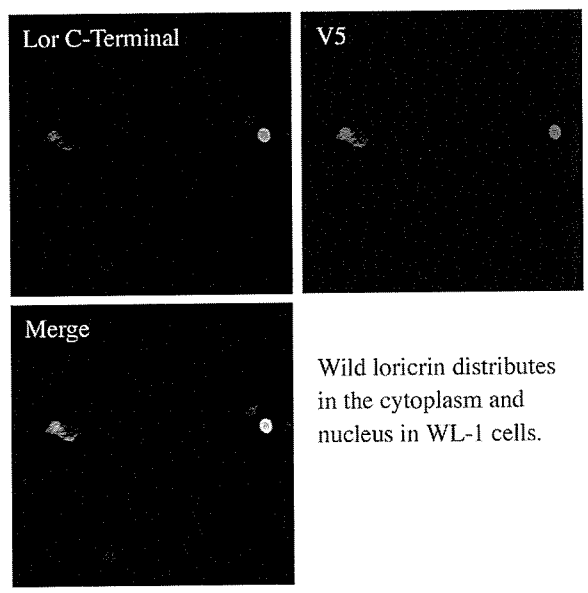 Lor C-Terminal
V5
Merge
Wild loricrin distributes
in the cytoplasm and
nucleus in WL-1 cells.